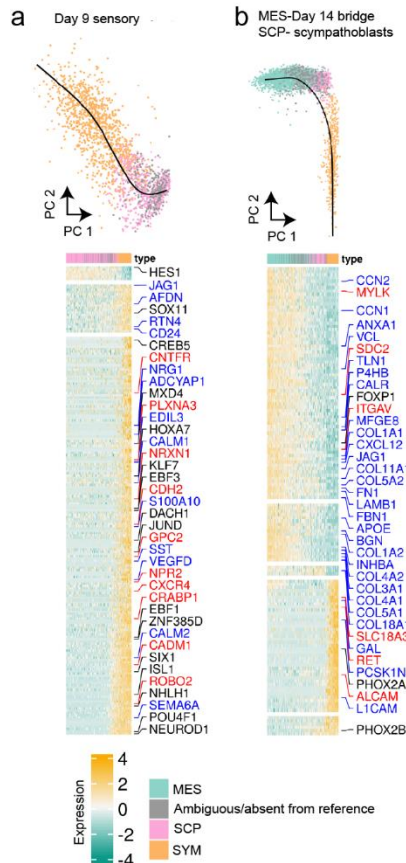 a
Day 9 sensory
PC 2
PC 1
type
HES1
JAG1
AFDN
SOX11
RTN4
CD24
CREB5
CNTFR
NRG1
ADCYAP1
MXD4
PLXNA3
EDIL3
HOXA7
CALM1
NRXN1
KLF7
EBF3
CDH2
S100A10
DACH1
JUND
GPC2
SST
VEGFD
NPR2
CXCR4
CRABP1
EBF1
ZNF385D
CALM2
CADM1
SIX1
ISL1
ROBO2
NHLH1
SEMA6A
POU4F1
NEUROD1
b
MES-Day 14 bridge
SCP- scympathoblasts
PC 2
PC 1
type
CCN2
MYLK
CCN1
ANXA1
VCL
SDC2
TLN1
P4HB
CALR
FOXP1
ITGAV
MFGE8
COL1A1
CXCL12
JAG1
COL11A1
COL5A2
FN1
LAMB1
FBN1
APOE
BGN
COL1A2
INHBA
COL4A2
COL3A1
COL4A1
COL5A1
COL18A1
SLC18A3
GAL
RET
PCSK1N
PHOX2A
ALCAM
L1CAM
PHOX2B
Expression
4
2
0
-2
-4
MES
Ambiguous/absent from reference
SCP
SYM